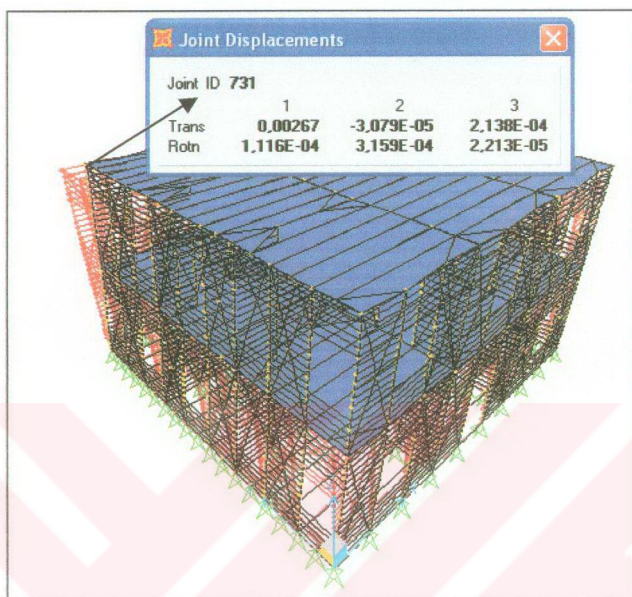 Joint Displacements
Joint ID 731
1 2 3
Trans 0,00267 -3,079E-05 2,138E-04
Rotn 1,116E-04 3,159E-04 2,213E-05